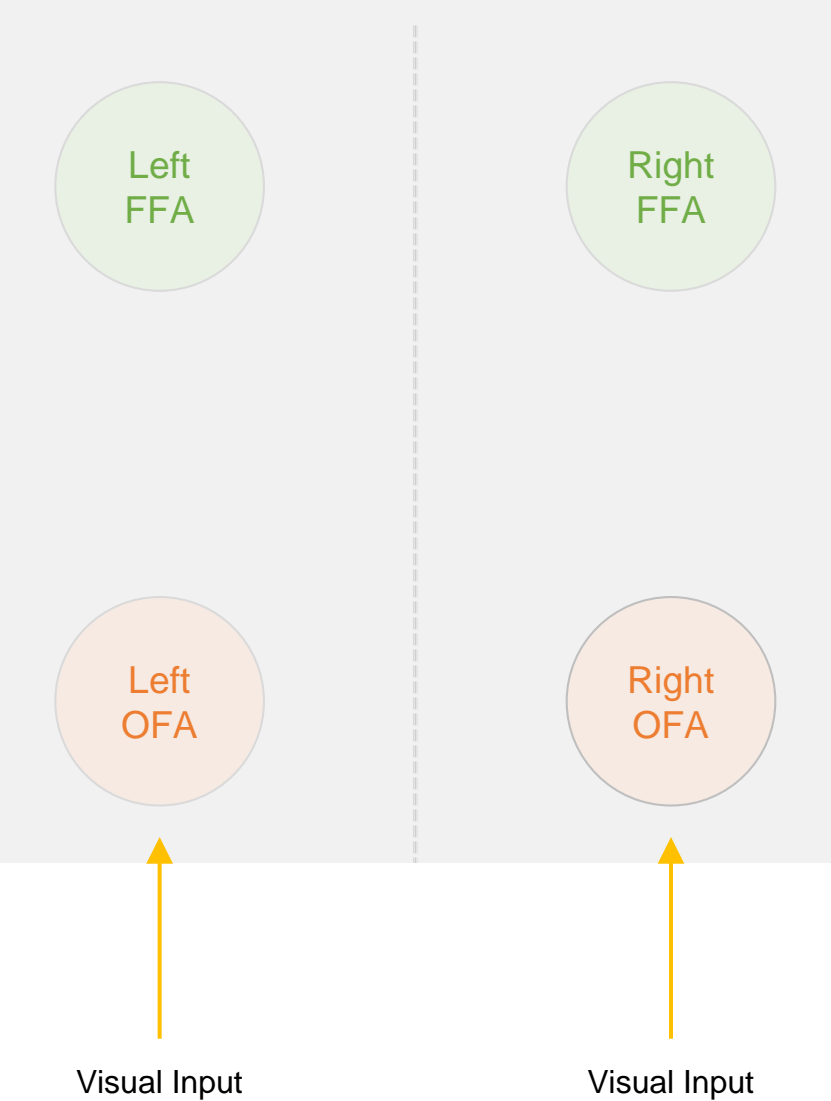 Left
FFA
Right
FFA
Left
OFA
Right
OFA
Visual Input
Visual Input